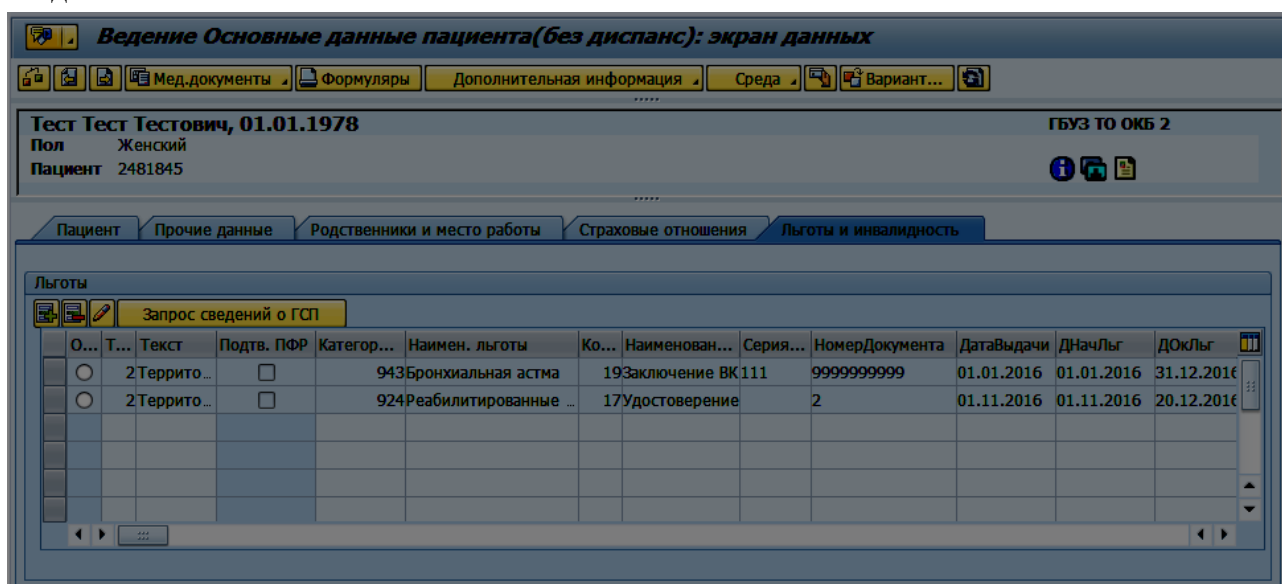 Ведение Основные данные пациента(без диспанс): экран данных
Мед.документы Формуляры Дополнительная информация Среда Вариант...
Тест Тест Тестович, 01.01.1978 ГБУЗ ТО ОКБ 2
Пол Женский
Пациент 2481845
Пациент Прочие данные Родственники и место работы Страховые отношения Льготы и инвалидность
Льготы
Запрос сведений о ГСП
О... Т... Текст Подтв. ПФР Категор... Наимен. льготы Ко... Наименован... Серия... НомерДокумента ДатаВыдачи ДНачЛьг ДОкЛьг
2 Террито... 943 Бронхиальная астма 19 Заключение ВК 111 9999999999 01.01.2016 01.01.2016 31.12.2016
2 Террито... 924 Реабилитированные ... 17 Удостоверение 2 01.11.2016 01.11.2016 20.12.2016